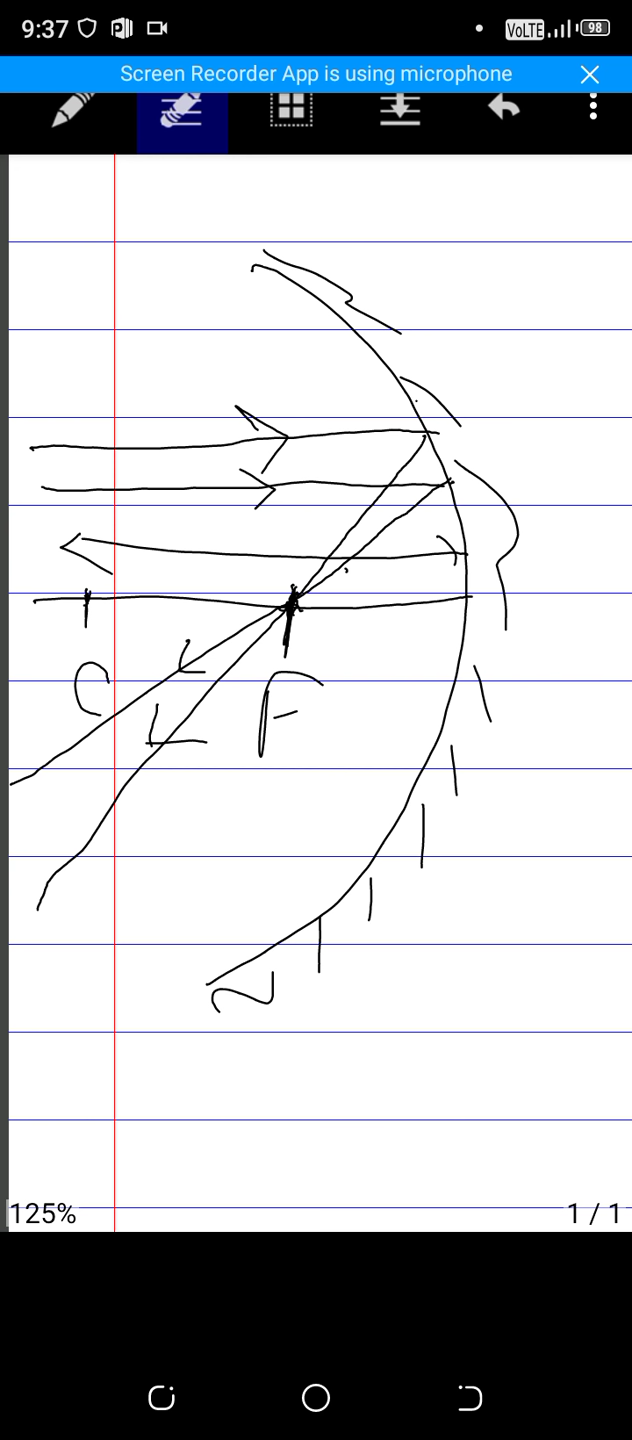 9:37 VoLTE 98
Screen Recorder App is using microphone
C
F
125% 1 / 1